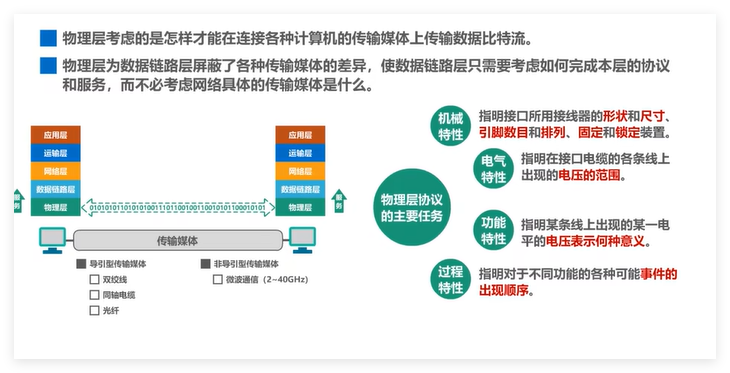 物理层考虑的是怎样才能在连接各种计算机的传输媒体上传输数据比特流。
物理层为数据链路层屏蔽了各种传输媒体的差异，使数据链路层只需要考虑如何完成本层的协议
和服务，而不必考虑网络具体的传输媒体是什么。
应用层
运输层
网络层
数据链路层
物理层
服务
应用层
运输层
网络层
数据链路层
物理层
服务
传输媒体
导引型传输媒体
双绞线
同轴电缆
光纤
非导引型传输媒体
微波通信（2~40GHz）
物理层协议
的主要任务
机械
特性
指明接口所用接线器的形状和尺寸、
引脚数目和排列、固定和锁定装置。
电气
特性
指明在接口电缆的各条线上
出现的电压的范围。
功能
特性
指明某条线上出现的某一电
平的电压表示何种意义。
过程
特性
指明对于不同功能的各种可能事件的
出现顺序。